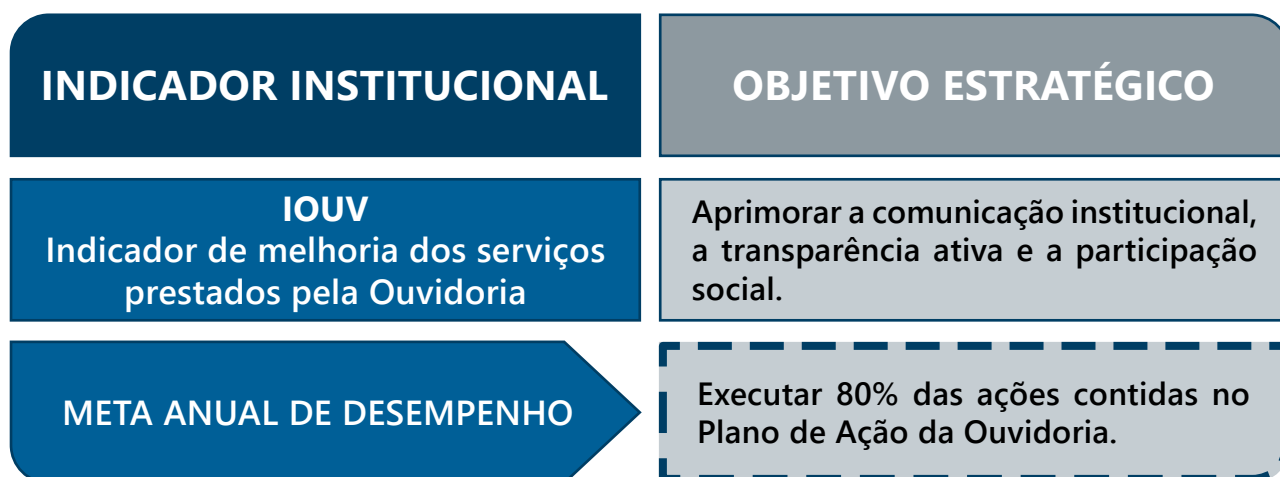 INDICADOR INSTITUCIONAL
OBJETIVO ESTRATÉGICO
IOUV
Indicador de melhoria dos serviços
prestados pela Ouvidoria
Aprimorar a comunicação institucional,
a transparência ativa e a participação
social.
META ANUAL DE DESEMPENHO
Executar 80% das ações contidas no
Plano de Ação da Ouvidoria.